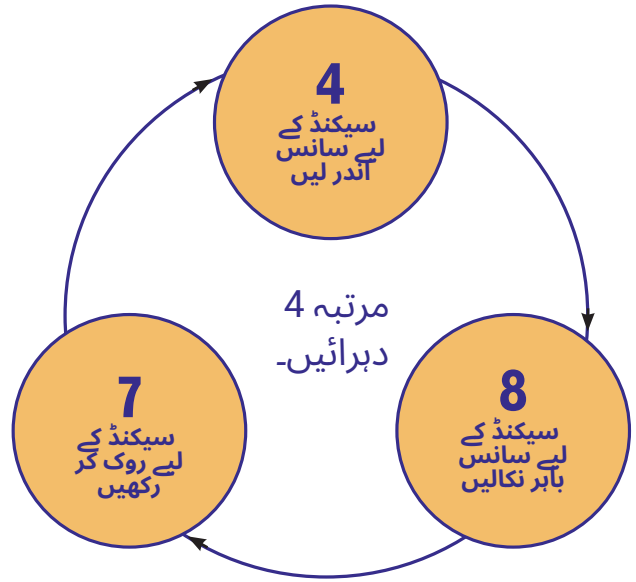 4
سیکنڈ کے
لیے سانس
اندر لیں
مرتبہ 4
دہرائیں۔
8
سیکنڈ کے
لیے سانس
باہر نکالیں
7
سیکنڈ کے
لیے روک کر
رکھیں